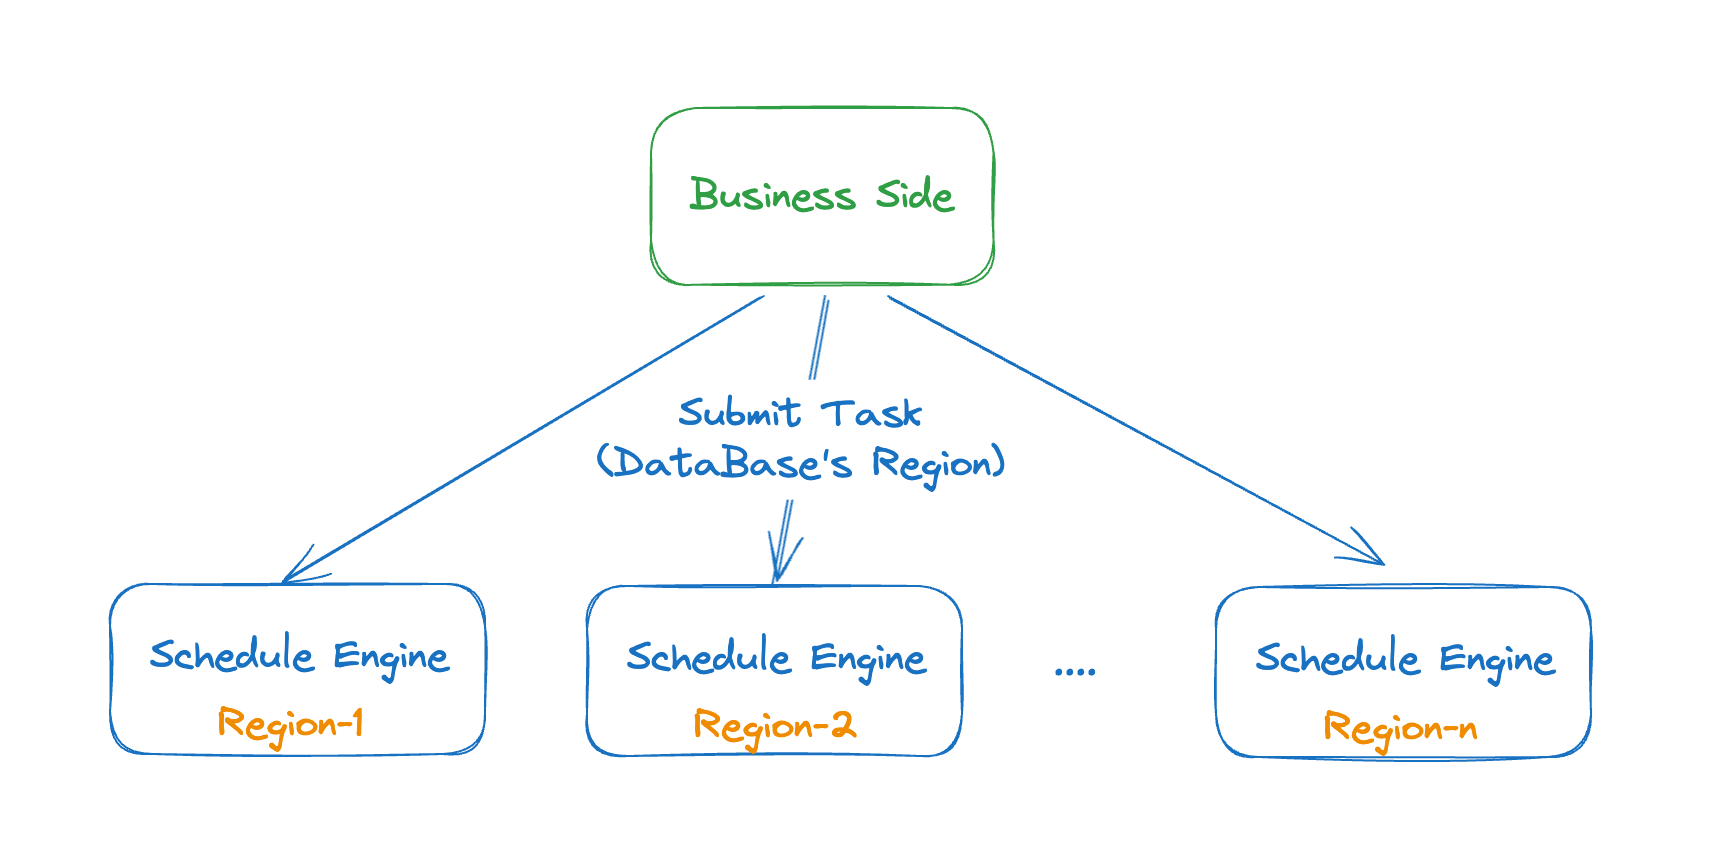 Business Side
Submit Task
(DataBase's Region)
Schedule Engine
Region-1
Schedule Engine
Region-2
....
Schedule Engine
Region-n